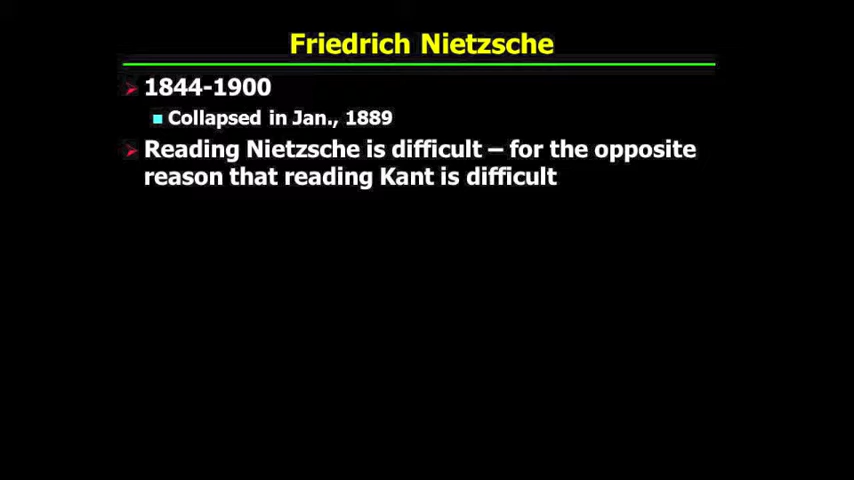 Friedrich Nietzsche
1844-1900
Collapsed in Jan., 1889
Reading Nietzsche is difficult – for the opposite
reason that reading Kant is difficult